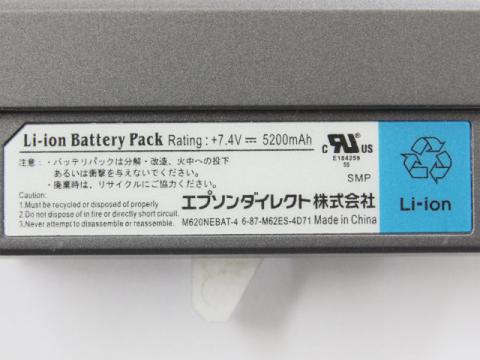 Li-ion Battery Pack Rating : +7.4V⎓ 5200mAh
注意：・バッテリパックは分解・改造、火中への投下
あるいは衝撃を与えないでください。
・廃棄時は、リサイクルにご協力ください。
Caution:
1.Must be recycled or disposed of properly.
2.Do not dispose of in fire or directly short circuit.
3.Never attempt to disassemble or reassemble.
c RU US
E184259
55
SMP
エプソンダイレクト株式会社
M620NEBAT-4 6-87-M62ES-4D71 Made in China
Li-ion